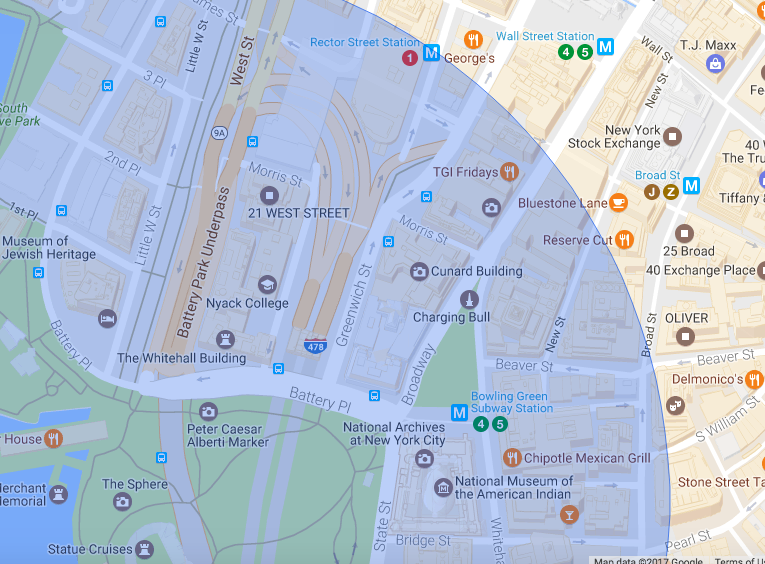 James St
Little W St
West St
Rector Street Station
1
M
George's
Wall Street Station
4 5
M
Wall St
T.J. Maxx
3 Pl
South
ve Park
9A
New St
New York
Stock Exchange
2nd Pl
Morris St
TGI Fridays
Broad St
J Z
M
Tiffany &
40 W
The Tru
21 WEST STREET
Bluestone Lane
1st Pl
Little W St
Morris St
Reserve Cut
25 Broad
Museum of
Jewish Heritage
Battery Park Underpass
Cunard Building
40 Exchange Place
Nyack College
Greenwich St
Charging Bull
New St
Broad St
OLIVER
Battery Pl
478
The Whitehall Building
Beaver St
Beaver St
Broadway
Delmonico's
Battery Pl
Bowling Green
Subway Station
M
4 5
S William St
Peter Caesar
Alberti Marker
National Archives
at New York City
House
Chipotle Mexican Grill
The Sphere
National Museum of
the American Indian
Stone Street Ta
erchant
emorial
State St
Whiteha
Pearl St
Statue Cruises
Bridge St
Map data ©2017 Google
Terms of U